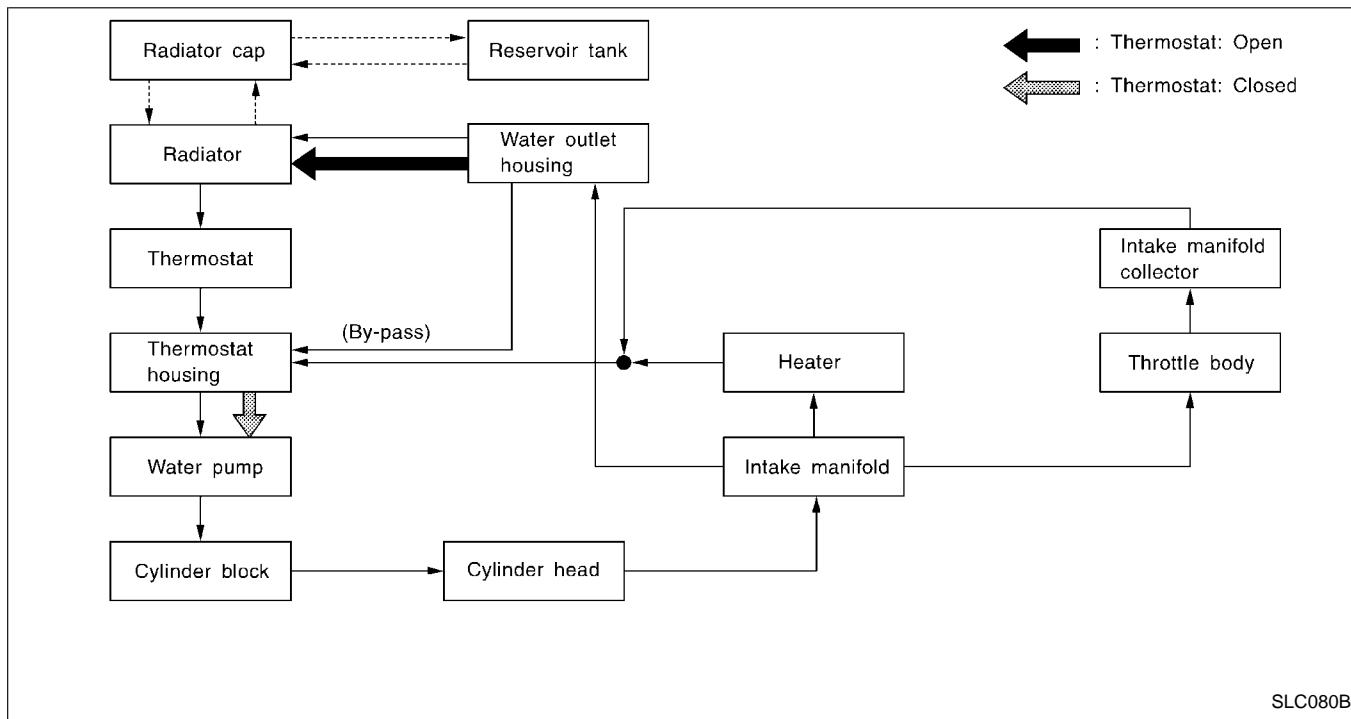 Radiator cap
Reservoir tank
: Thermostat: Open
: Thermostat: Closed
Radiator
Water outlet
housing
Thermostat
Intake manifold
collector
(By-pass)
Thermostat
housing
Heater
Throttle body
Water pump
Intake manifold
Cylinder block
Cylinder head
SLC080B